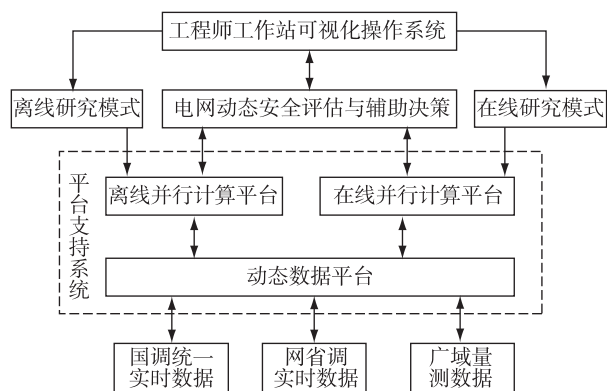 工程师工作站可视化操作系统
离线研究模式
电网动态安全评估与辅助决策
在线研究模式
平台支持系统
离线并行计算平台
在线并行计算平台
动态数据平台
国调统一
实时数据
网省调
实时数据
广域量
测数据